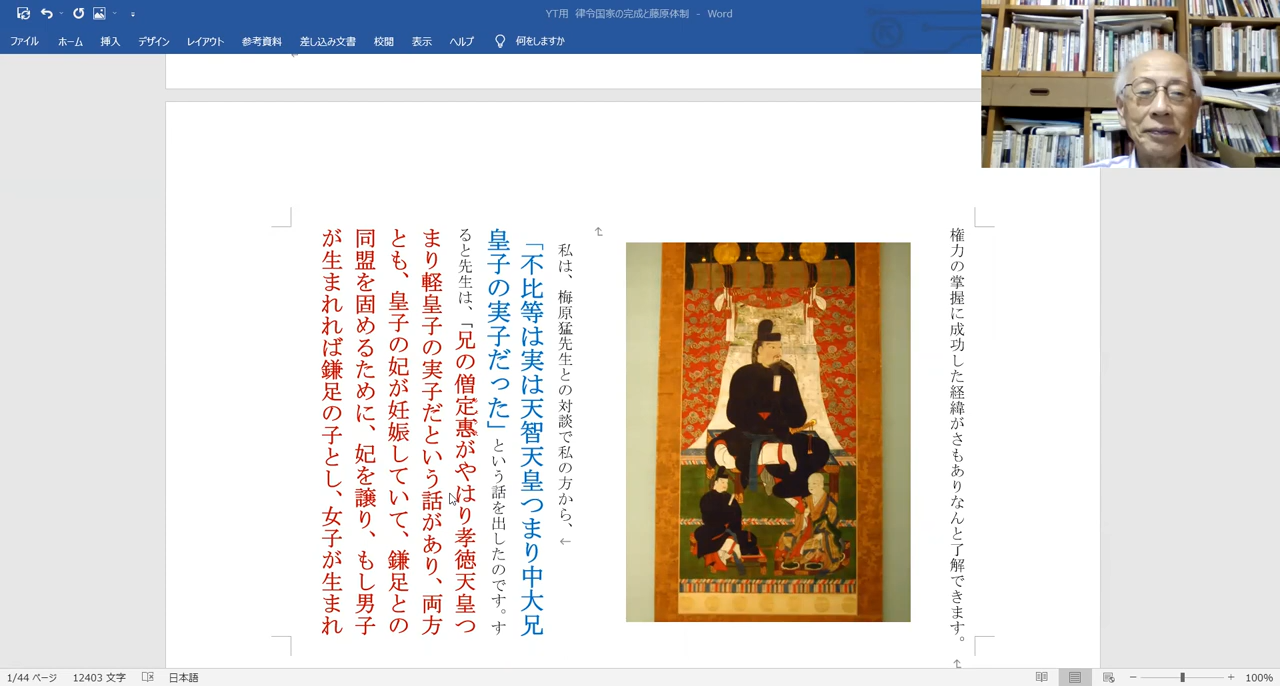 YT用 律令国家の完成と藤原体制 - Word
ファイル ホーム 挿入 デザイン レイアウト 参考資料 差し込み文書 校閲 表示 ヘルプ 何をしますか
権力の掌握に成功した経緯がさもありなんと了解できます。
私は、梅原猛先生との対談で私の方から、
「不比等は実は天智天皇つまり中大兄
皇子の実子だった」という話を出したのです。す
ると先生は、「兄の僧定惠がやはり孝徳天皇つ
まり軽皇子の実子だという話があり、両方
とも、皇子の妃が妊娠していて、鎌足との
同盟を固めるために、妃を譲り、もし男子
が生まれれば鎌足の子とし、女子が生まれ
1/44 ページ 12403 文字 日本語 100%